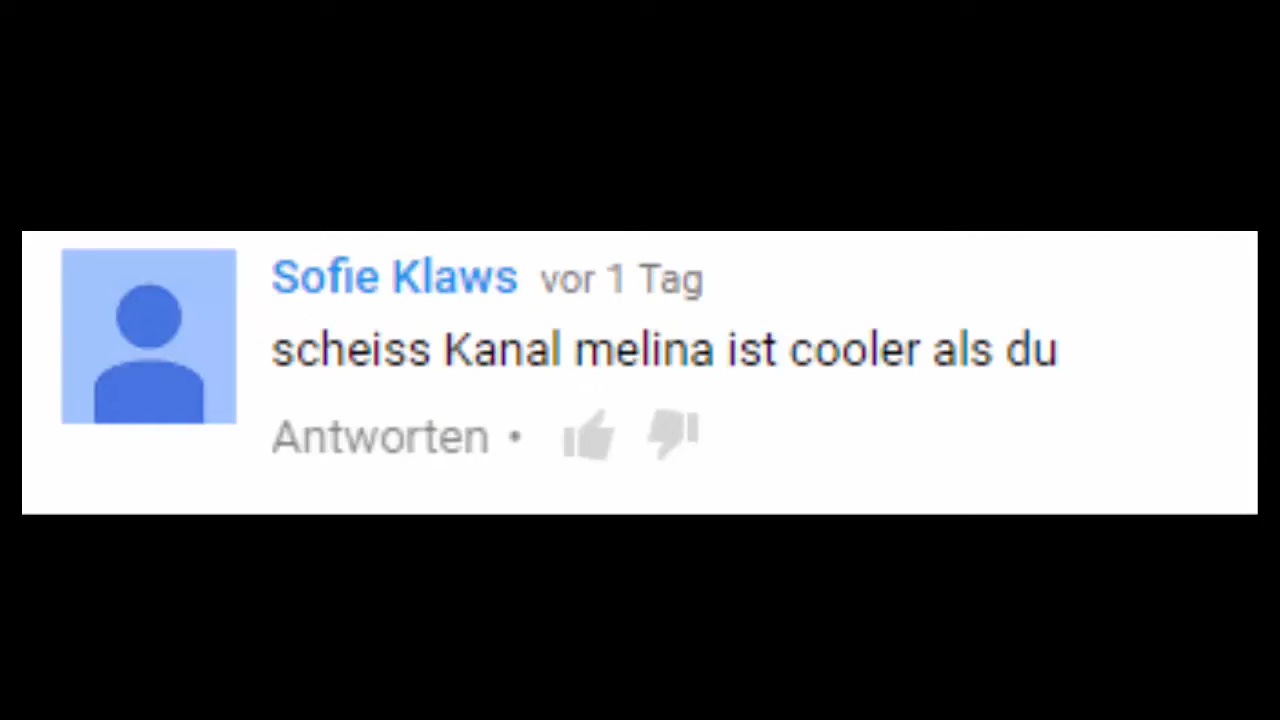 Sofie Klaws vor 1 Tag
scheiss Kanal melina ist cooler als du
Antworten •